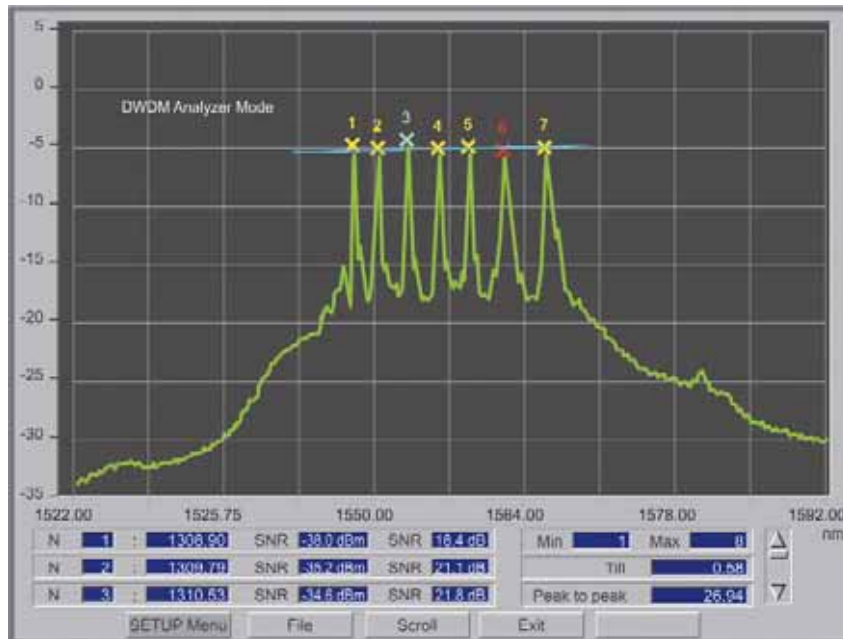 5
0
DWDM Analyzer Mode
1 2 3 4 5 6 7
-5
-10
-15
-20
-25
-30
-35
1522.00 1525.75 1550.00 1564.00 1578.00 1592.00
nm
N 1 : 1308.90 SNR -38.0 dBm SNR 18.4 dB
N 2 : 1309.79 SNR -35.2 dBm SNR 21.1 dB
N 3 : 1310.53 SNR -34.6 dBm SNR 21.8 dB
Min 1 Max 8
Till 0.58
Peak to peak 26.94
SETUP Menu File Scroll Exit